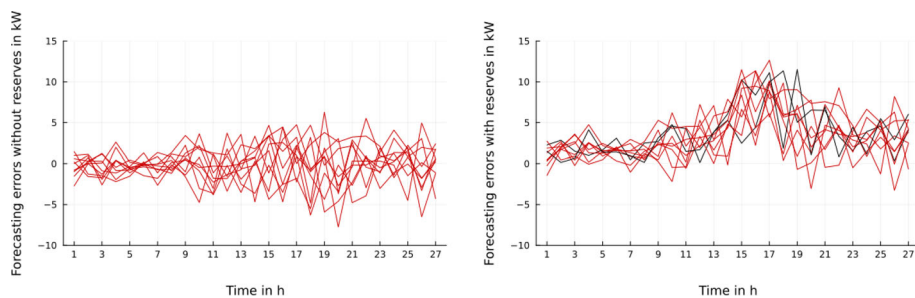 Forecasting errors without reserves in kW
15
10
5
0
−5
−10
1 3 5 7 9 11 13 15 17 19 21 23 25 27
Time in h
Forecasting errors with reserves in kW
15
10
5
0
−5
−10
1 3 5 7 9 11 13 15 17 19 21 23 25 27
Time in h